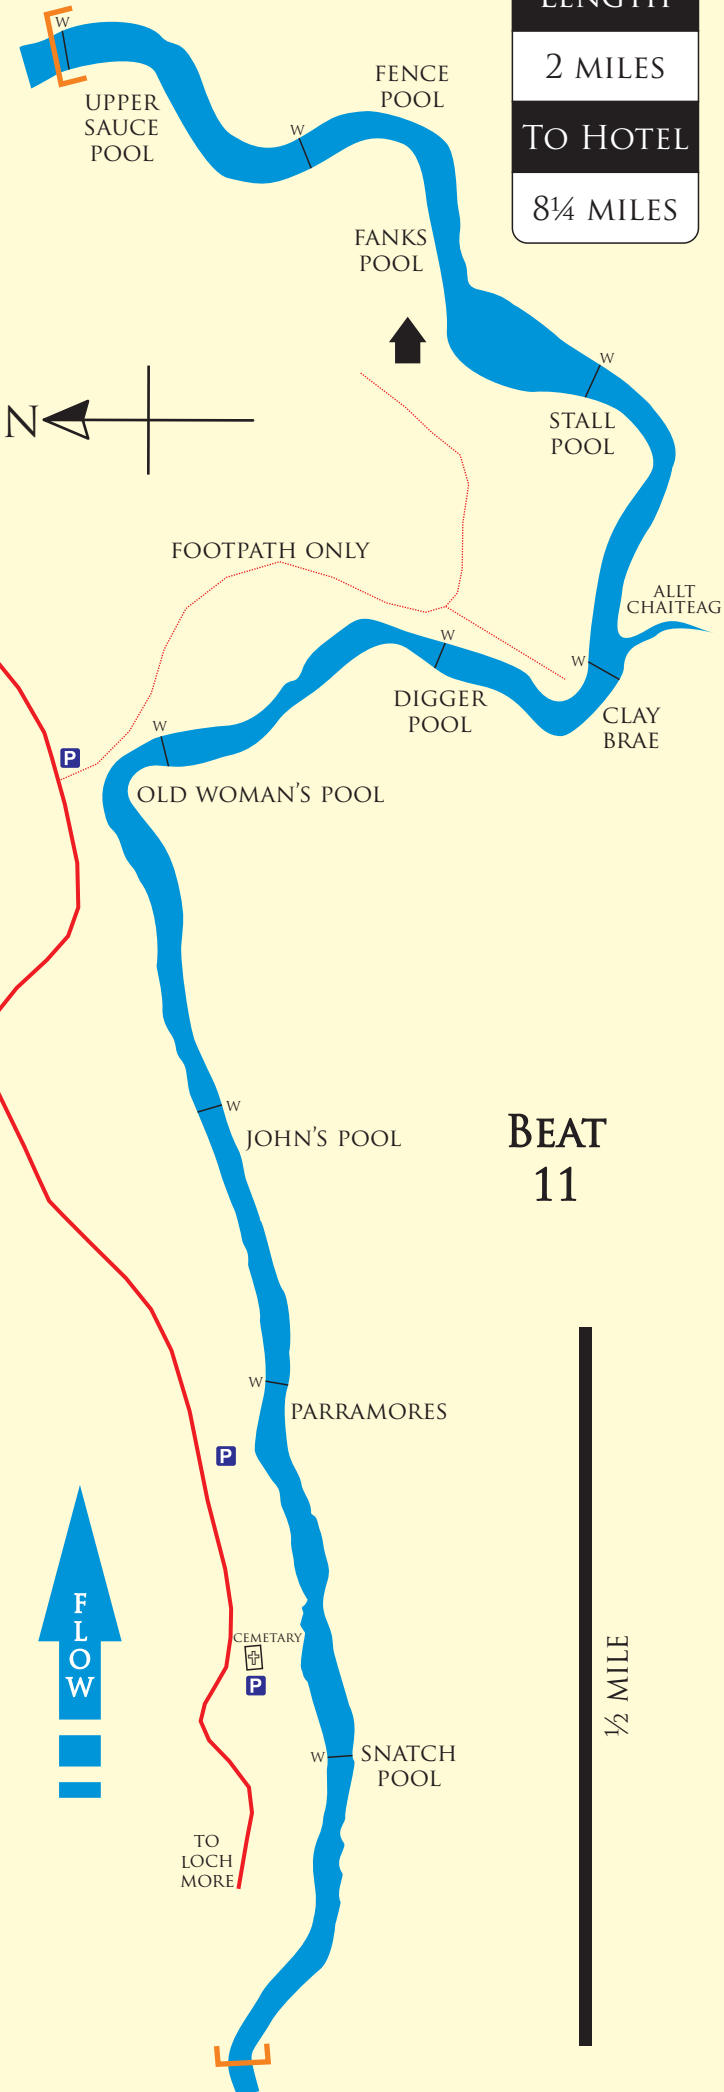 LENGTH
2 MILES
TO HOTEL
8¼ MILES
W
UPPER
SAUCE
POOL
W
FENCE
POOL
FANKS
POOL
W
STALL
POOL
N
FOOTPATH ONLY
ALLT
CHAITEAG
W
CLAY
BRAE
W
DIGGER
POOL
P
W
OLD WOMAN'S POOL
W
JOHN'S POOL
BEAT
11
W
PARRAMORES
P
FLOW
CEMETARY
P
½ MILE
W
SNATCH
POOL
TO
LOCH
MORE